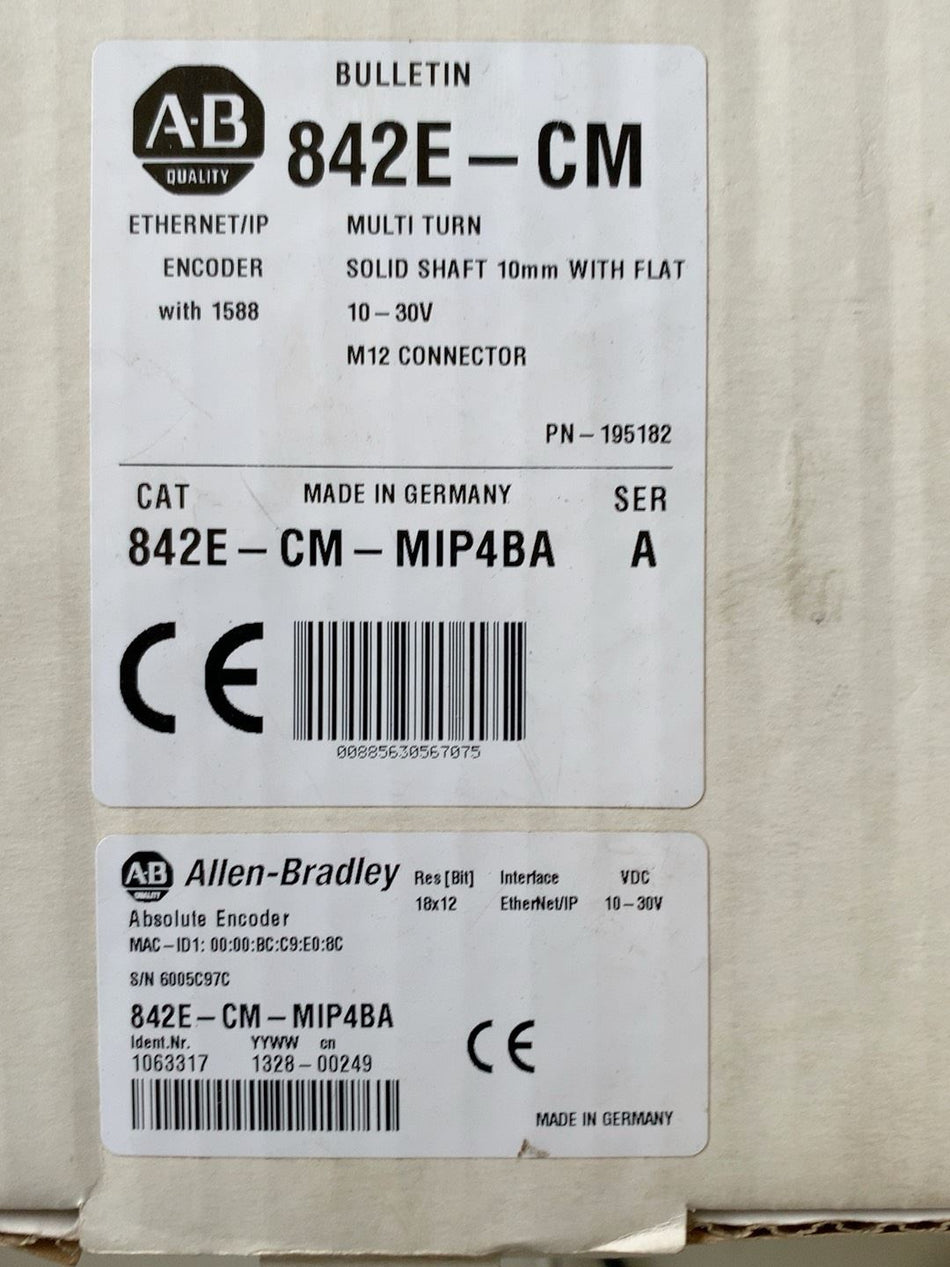 BULLETIN
A·B
QUALITY
842E – CM
ETHERNET/IP
ENCODER
with 1588
MULTI TURN
SOLID SHAFT 10mm WITH FLAT
10 – 30V
M12 CONNECTOR
PN – 195182
CAT
MADE IN GERMANY
SER
842E – CM – MIP4BA
A
CE
00885630567075
A·B
QUALITY
Allen-Bradley
Res [Bit] Interface VDC
18x12 EtherNet/IP 10 – 30V
Absolute Encoder
MAC – ID1: 00:00:BC:C9:E0:8C
S/N 6005C97C
842E – CM – MIP4BA
Ident.Nr. YYWW cn
1063317 1328 – 00249
CE
MADE IN GERMANY